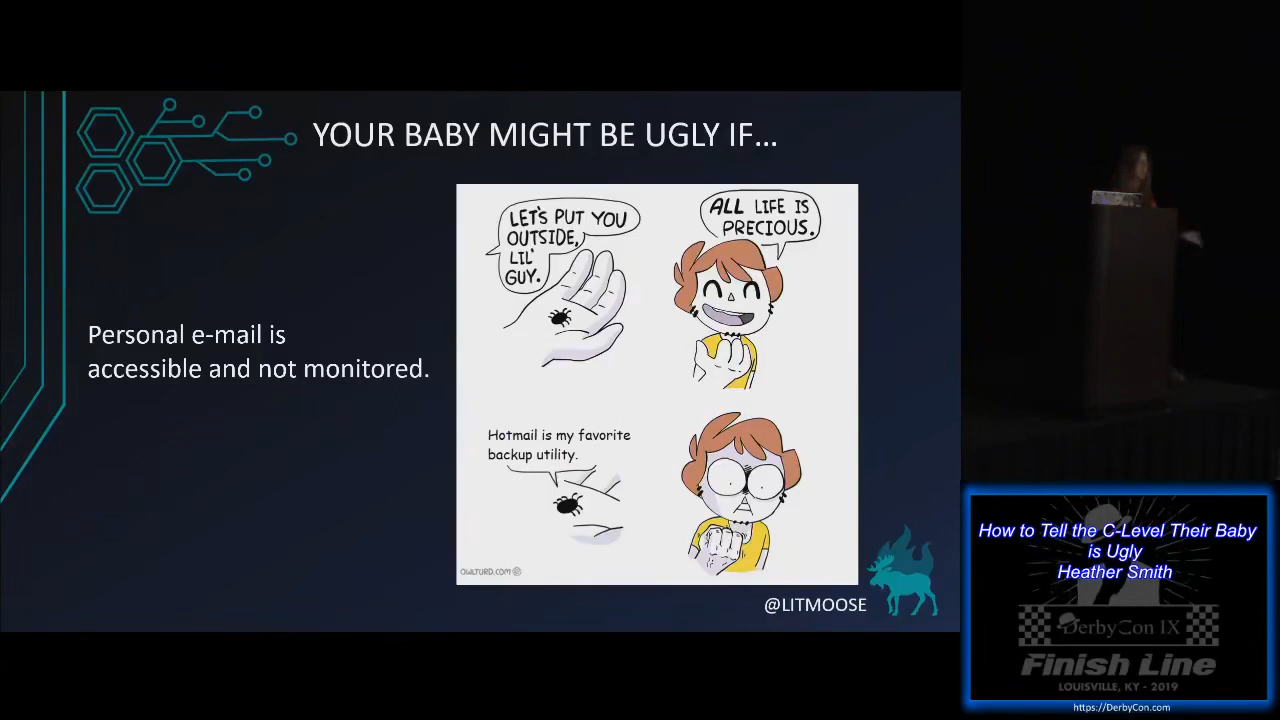 YOUR BABY MIGHT BE UGLY IF...
Personal e-mail is
accessible and not monitored.
LET'S PUT YOU
OUTSIDE,
LIL'
GUY.
ALL LIFE IS
PRECIOUS.
Hotmail is my favorite
backup utility.
OWLTURD.COM
@LITMOOSE
How to Tell the C-Level Their Baby
is Ugly
Heather Smith
DerbyCon IX
Finish Line
LOUISVILLE, KY - 2019
https://DerbyCon.com